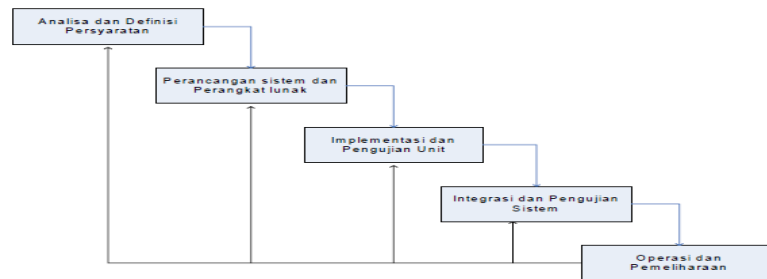 Analisa dan Definisi
Persyaratan
Perancangan sistem dan
Perangkat lunak
Implementasi dan
Pengujian Unit
Integrasi dan Pengujian
Sistem
Operasi dan
Pemeliharaan